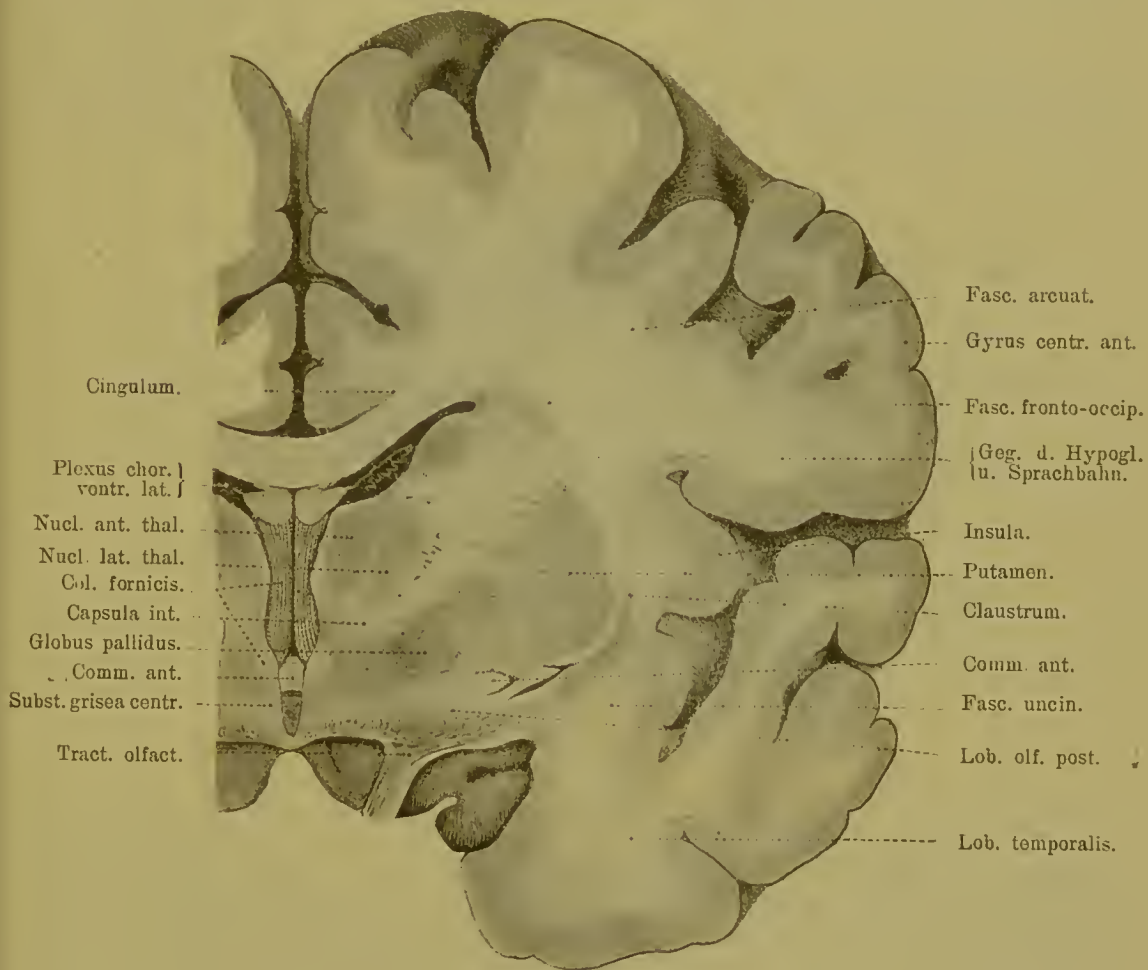 Cingulum.
Plexus chor.}
ventr. lat.}
Nucl. ant. thal.
Nucl. lat. thal.
Col. fornicis.
Capsula int.
Globus pallidus.
Comm. ant.
Subst. grisea centr.
Tract. olfact.
Fasc. arcuat.
Gyrus centr. ant.
Fasc. fronto-occip.
{Geg. d. Hypogl.
{u. Sprachbahn.
Insula.
Putamen.
Claustrum.
Comm. ant.
Fasc. uncin.
Lob. olf. post.
Lob. temporalis.